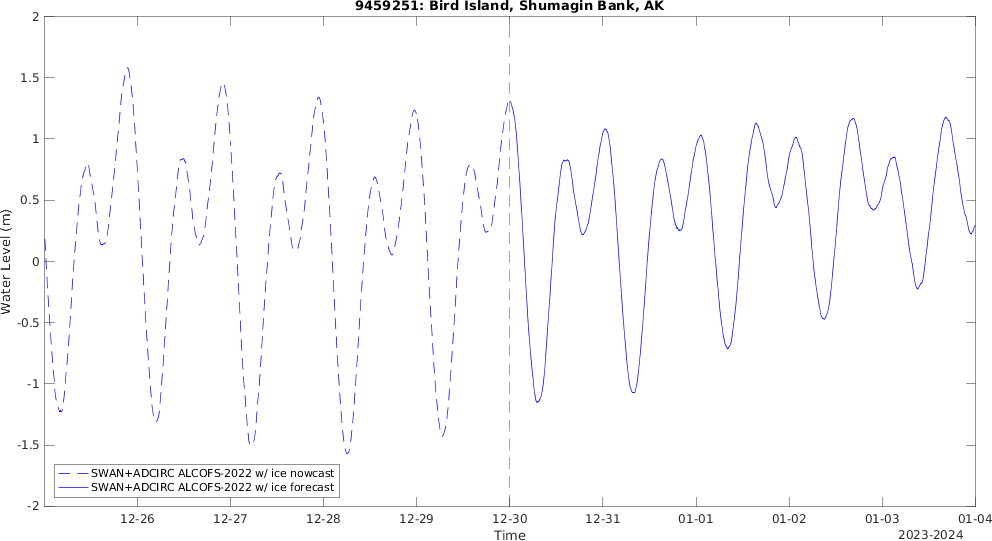 9459251: Bird Island, Shumagin Bank, AK
2
1.5
1
0.5
0
-0.5
-1
-1.5
-2
Water Level (m)
SWAN+ADCIRC ALCOFS-2022 w/ ice nowcast
SWAN+ADCIRC ALCOFS-2022 w/ ice forecast
12-26 12-27 12-28 12-29 12-30 12-31 01-01 01-02 01-03 01-04
Time
2023-2024